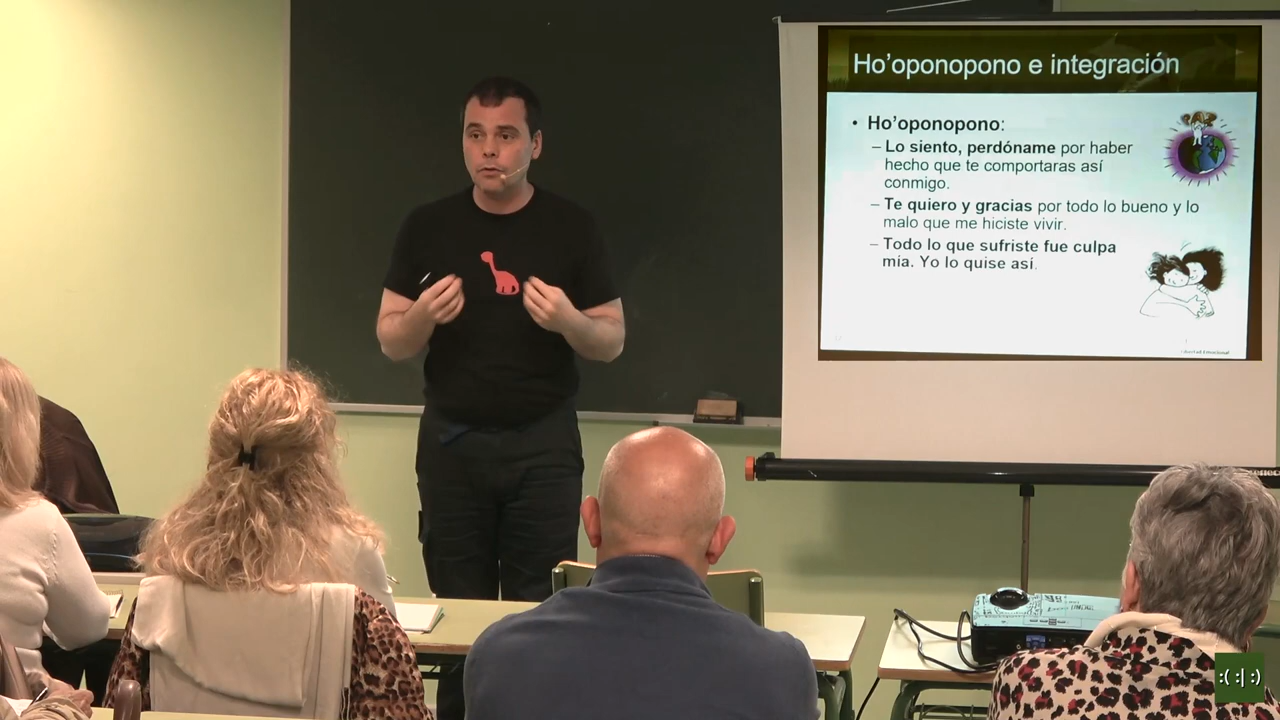 Ho'oponopono e integración
• Ho'oponopono:
– Lo siento, perdóname por haber
hecho que te comportaras así
conmigo.
– Te quiero y gracias por todo lo bueno y lo
malo que me hiciste vivir.
– Todo lo que sufriste fue culpa
mía. Yo lo quise así.
Libertad Emocional
:( :| :)